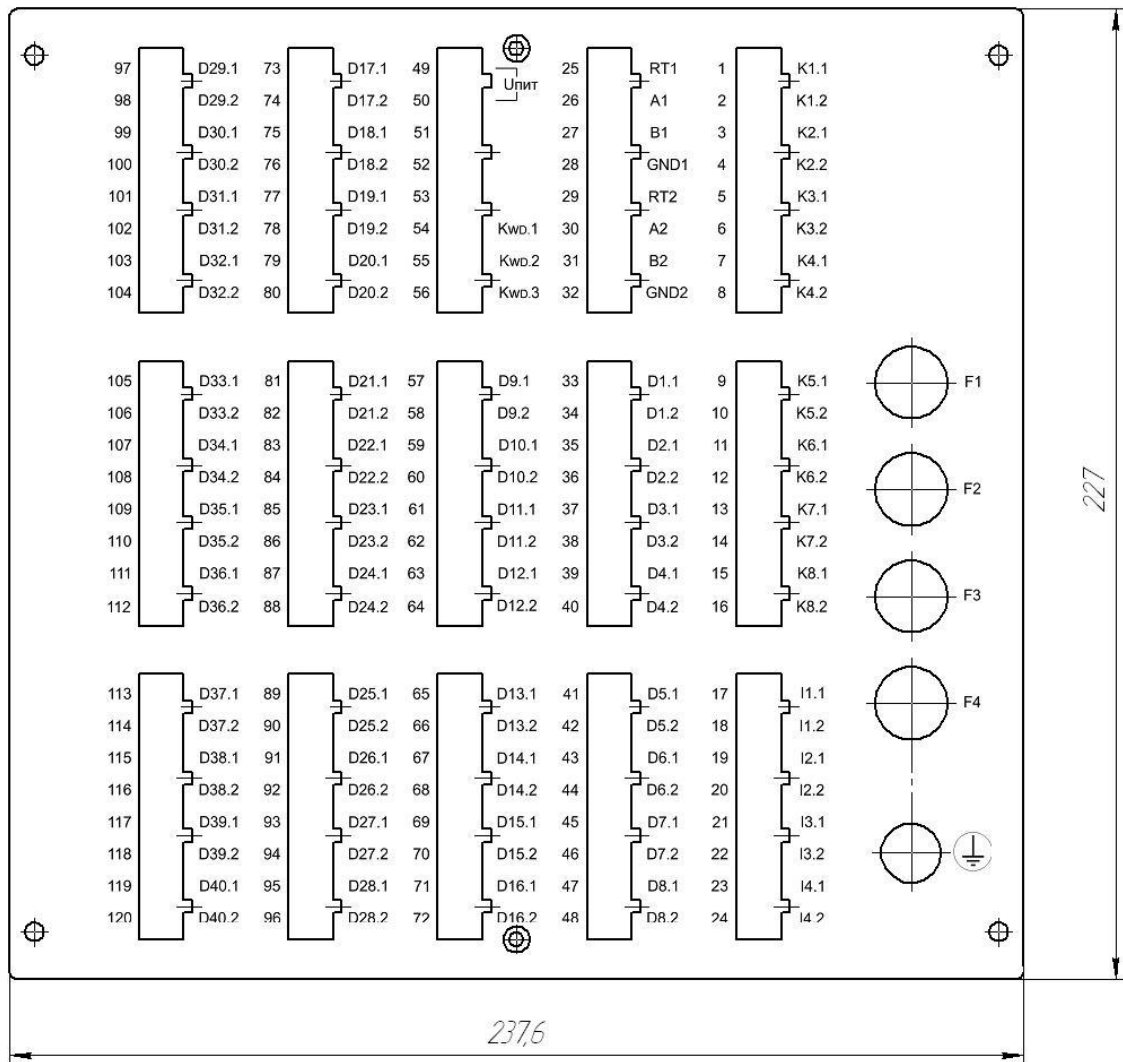 97 D29.1 73 D17.1 49 Uпит 25 RT1 1 K1.1
98 D29.2 74 D17.2 50 26 A1 2 K1.2
99 D30.1 75 D18.1 51 27 B1 3 K2.1
100 D30.2 76 D18.2 52 28 GND1 4 K2.2
101 D31.1 77 D19.1 53 29 RT2 5 K3.1
102 D31.2 78 D19.2 54 KWD.1 30 A2 6 K3.2
103 D32.1 79 D20.1 55 KWD.2 31 B2 7 K4.1
104 D32.2 80 D20.2 56 KWD.3 32 GND2 8 K4.2
105 D33.1 81 D21.1 57 D9.1 33 D1.1 9 K5.1 F1
106 D33.2 82 D21.2 58 D9.2 34 D1.2 10 K5.2
107 D34.1 83 D22.1 59 D10.1 35 D2.1 11 K6.1
108 D34.2 84 D22.2 60 D10.2 36 D2.2 12 K6.2 F2
109 D35.1 85 D23.1 61 D11.1 37 D3.1 13 K7.1
110 D35.2 86 D23.2 62 D11.2 38 D3.2 14 K7.2
111 D36.1 87 D24.1 63 D12.1 39 D4.1 15 K8.1 F3
112 D36.2 88 D24.2 64 D12.2 40 D4.2 16 K8.2
113 D37.1 89 D25.1 65 D13.1 41 D5.1 17 I1.1 F4
114 D37.2 90 D25.2 66 D13.2 42 D5.2 18 I1.2
115 D38.1 91 D26.1 67 D14.1 43 D6.1 19 I2.1
116 D38.2 92 D26.2 68 D14.2 44 D6.2 20 I2.2
117 D39.1 93 D27.1 69 D15.1 45 D7.1 21 I3.1
118 D39.2 94 D27.2 70 D15.2 46 D7.2 22 I3.2
119 D40.1 95 D28.1 71 D16.1 47 D8.1 23 I4.1
120 D40.2 96 D28.2 72 D16.2 48 D8.2 24 I4.2
227
237,6